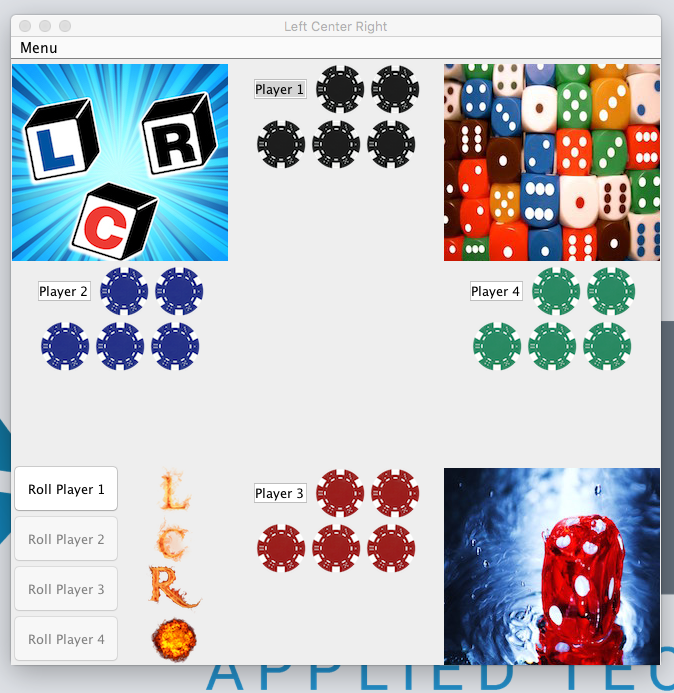 Left Center Right
Menu
L
R
C
Player 1
Player 2
Player 4
Roll Player 1
Roll Player 2
Roll Player 3
Roll Player 4
L
C
R
Player 3
APPLIED TEC